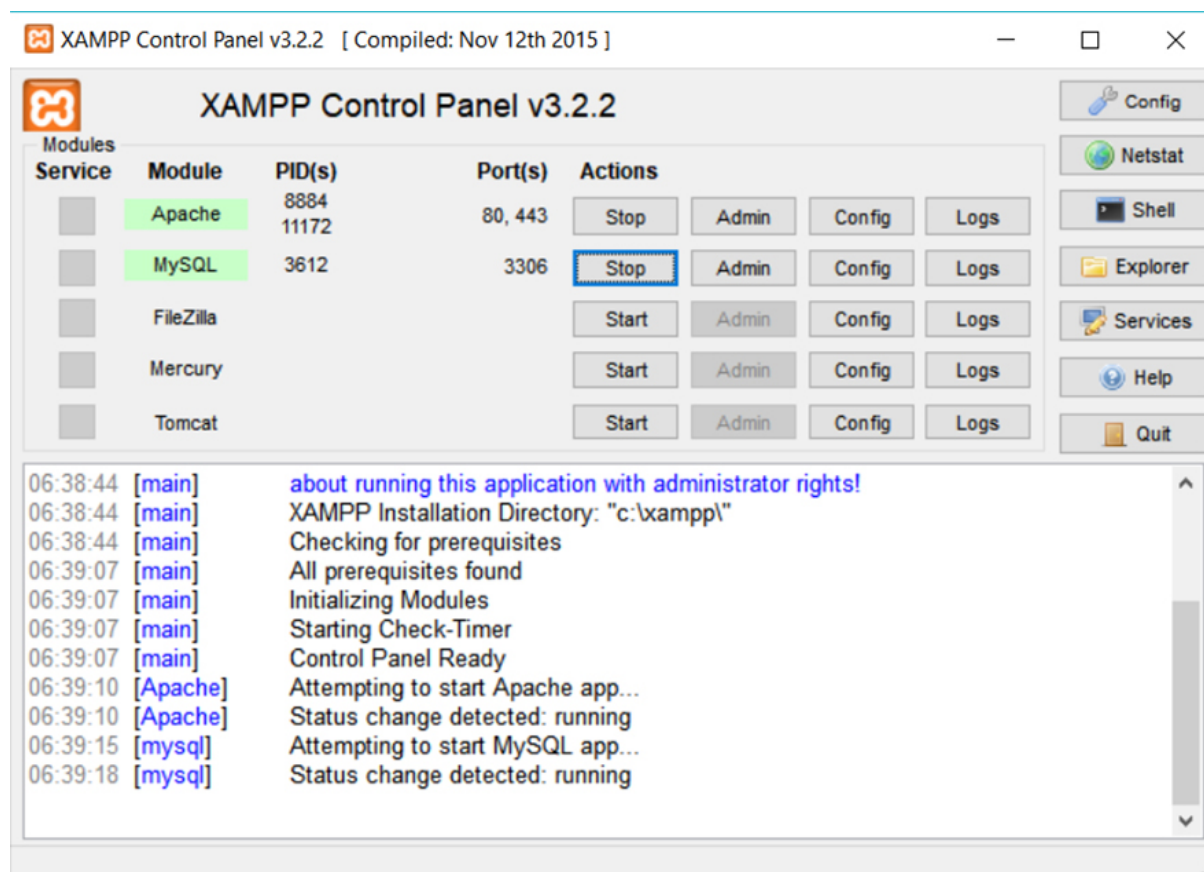 XAMPP Control Panel v3.2.2 [ Compiled: Nov 12th 2015 ]
XAMPP Control Panel v3.2.2
Config
Modules
Netstat
Service Module PID(s) Port(s) Actions
Apache 8884 11172 80, 443 Stop Admin Config Logs
Shell
MySQL 3612 3306 Stop Admin Config Logs
Explorer
FileZilla Start Admin Config Logs
Services
Mercury Start Admin Config Logs
Help
Tomcat Start Admin Config Logs
Quit
06:38:44 [main] about running this application with administrator rights!
06:38:44 [main] XAMPP Installation Directory: "c:\xampp\"
06:38:44 [main] Checking for prerequisites
06:39:07 [main] All prerequisites found
06:39:07 [main] Initializing Modules
06:39:07 [main] Starting Check-Timer
06:39:07 [main] Control Panel Ready
06:39:10 [Apache] Attempting to start Apache app...
06:39:10 [Apache] Status change detected: running
06:39:15 [mysql] Attempting to start MySQL app...
06:39:18 [mysql] Status change detected: running